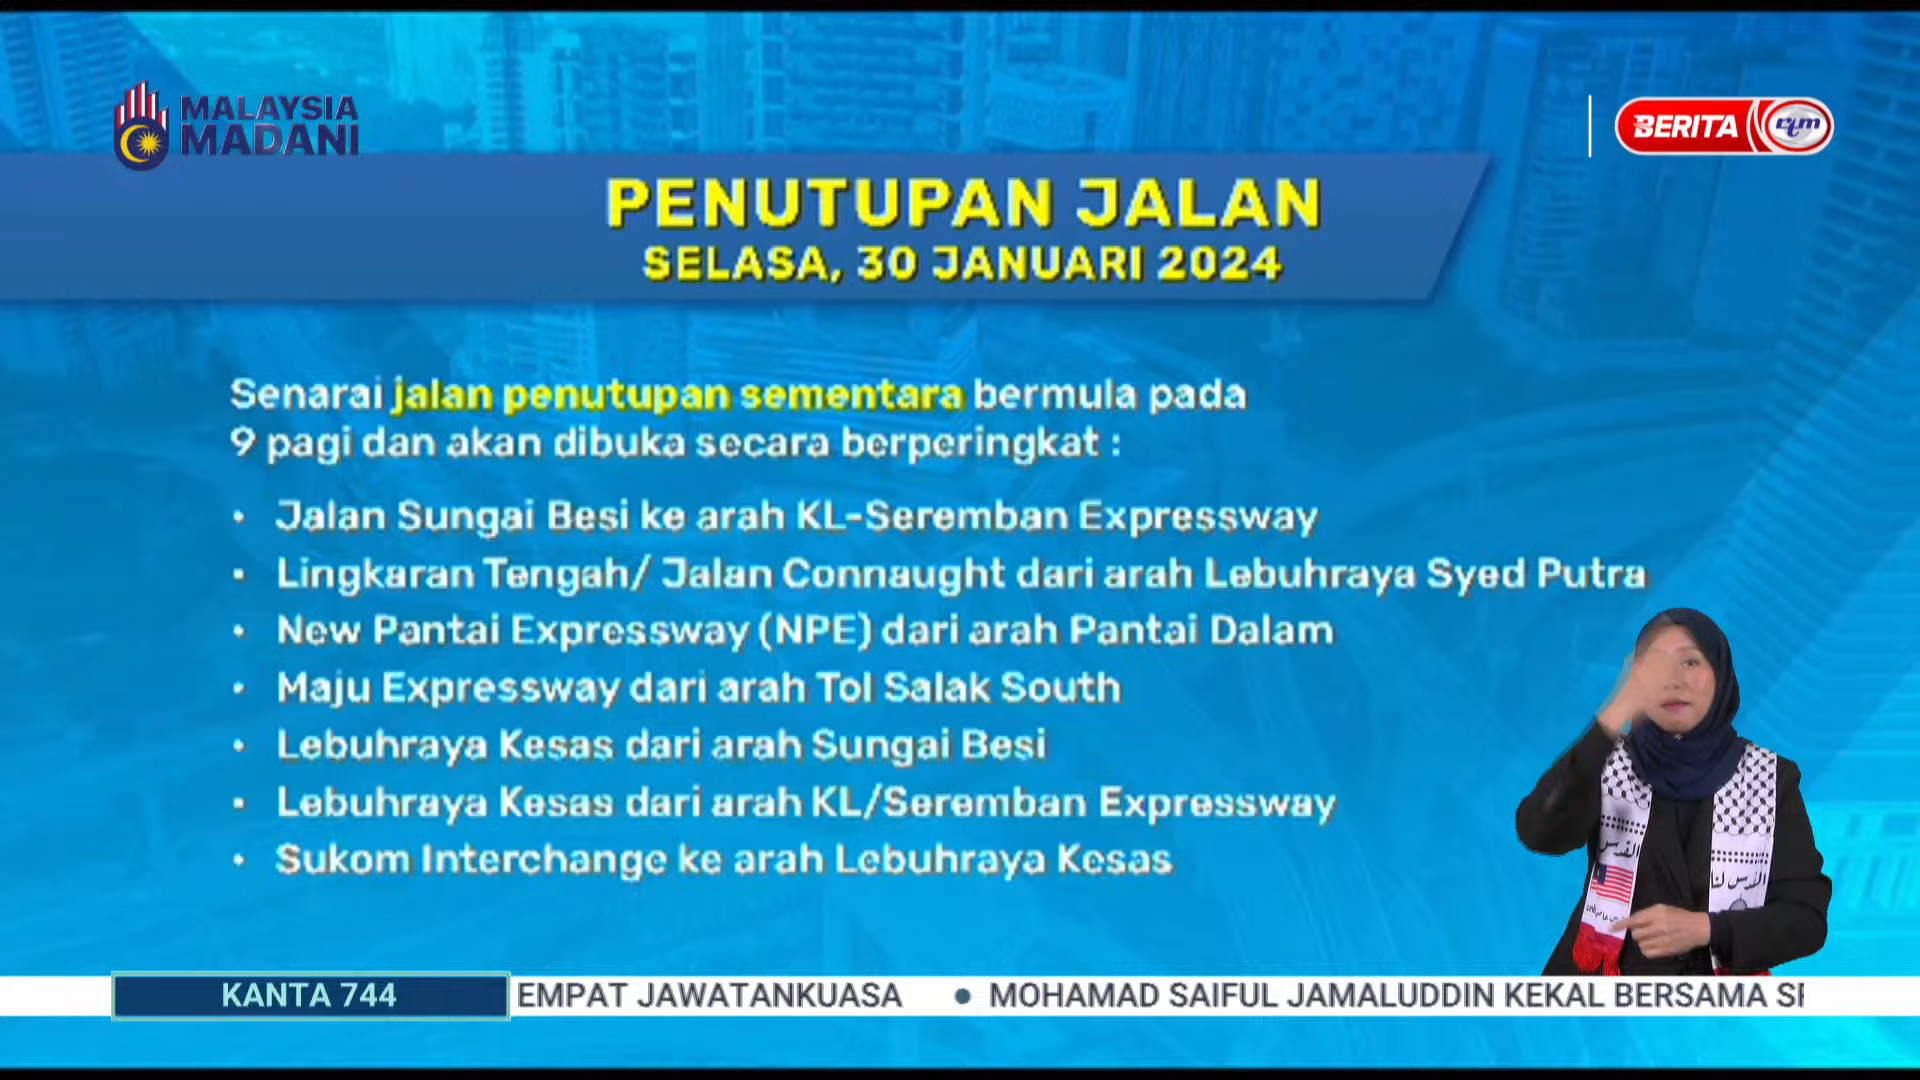 MALAYSIA
MADANI
BERITA rtm
PENUTUPAN JALAN
SELASA, 30 JANUARI 2024
Senarai jalan penutupan sementara bermula pada
9 pagi dan akan dibuka secara berperingkat :
• Jalan Sungai Besi ke arah KL-Seremban Expressway
• Lingkaran Tengah/ Jalan Connaught dari arah Lebuhraya Syed Putra
• New Pantai Expressway (NPE) dari arah Pantai Dalam
• Maju Expressway dari arah Tol Salak South
• Lebuhraya Kesas dari arah Sungai Besi
• Lebuhraya Kesas dari arah KL/Seremban Expressway
• Sukom Interchange ke arah Lebuhraya Kesas
القدس
القدس لنا
KANTA 744 EMPAT JAWATANKUASA • MOHAMAD SAIFUL JAMALUDDIN KEKAL BERSAMA